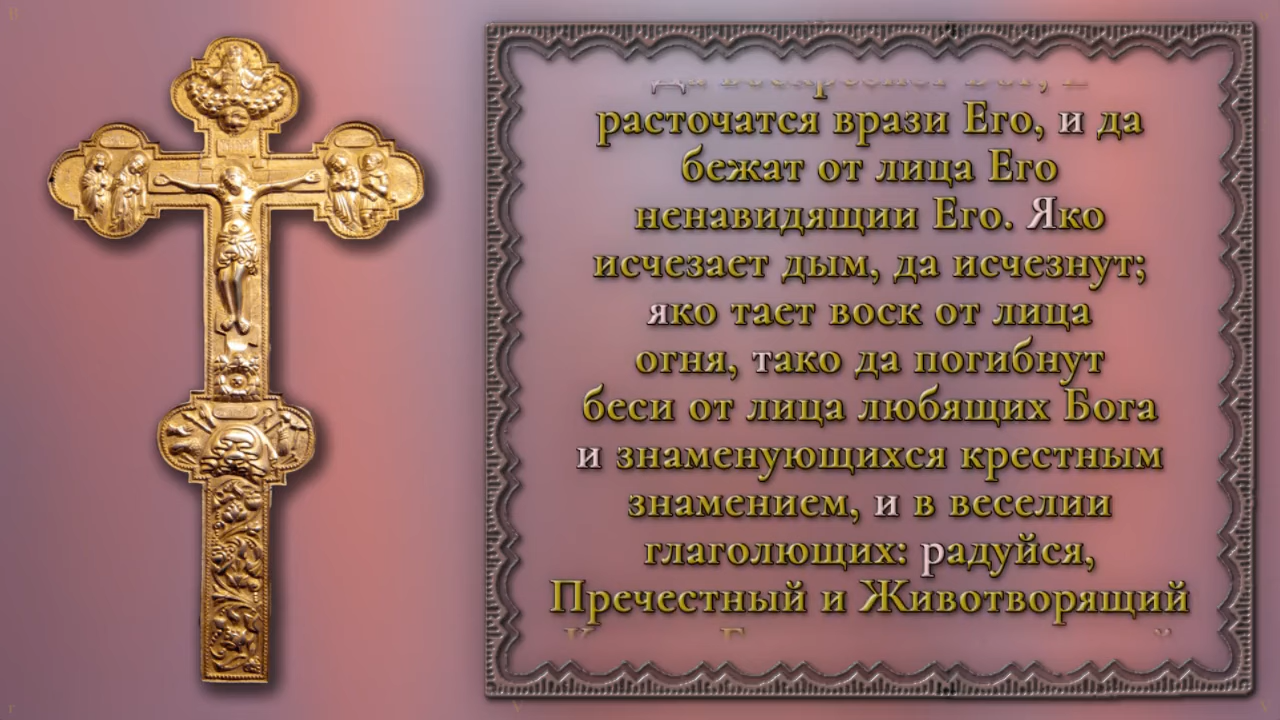 расточатся врази Его, и да
бежат от лица Его
ненавидящии Его. Яко
исчезает дым, да исчезнут;
яко тает воск от лица
огня, тако да погибнут
беси от лица любящих Бога
и знаменующихся крестным
знамением, и в веселии
глаголющих: радуйся,
Пречестный и Животворящий